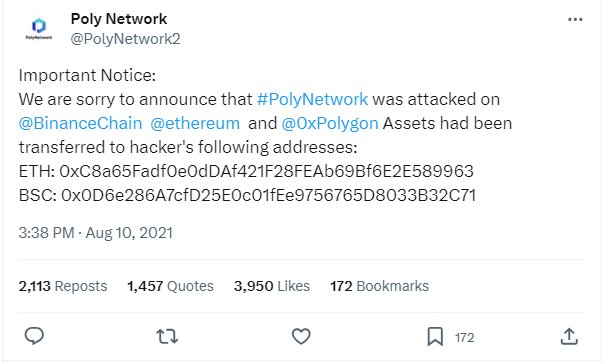 Poly Network
@PolyNetwork2
PolyNetwork
Important Notice:
We are sorry to announce that #PolyNetwork was attacked on
@BinanceChain @ethereum and @0xPolygon Assets had been
transferred to hacker's following addresses:
ETH: 0xC8a65Fadf0e0dDAf421F28FEAb69Bf6E2E589963
BSC: 0x0D6e286A7cfD25E0c01fEe9756765D8033B32C71
3:38 PM · Aug 10, 2021
2,113 Reposts 1,457 Quotes 3,950 Likes 172 Bookmarks
172